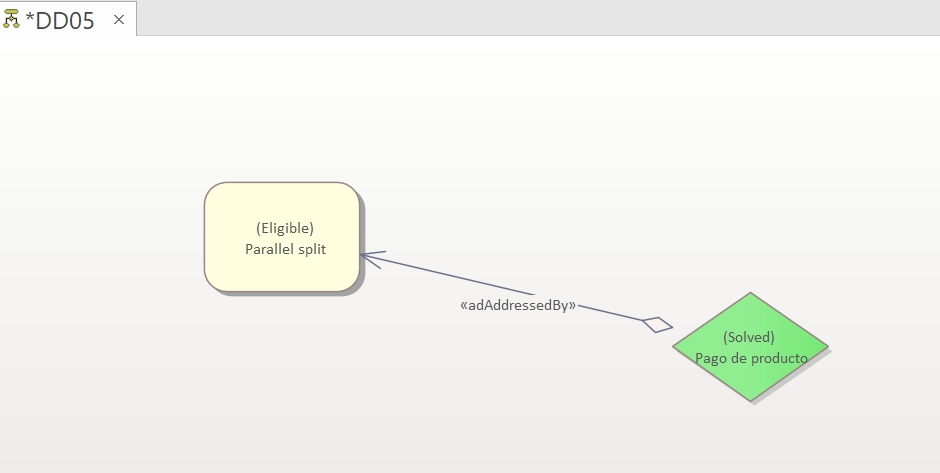 *DD05
(Eligible)
Parallel split
«adAddressedBy»
(Solved)
Pago de producto